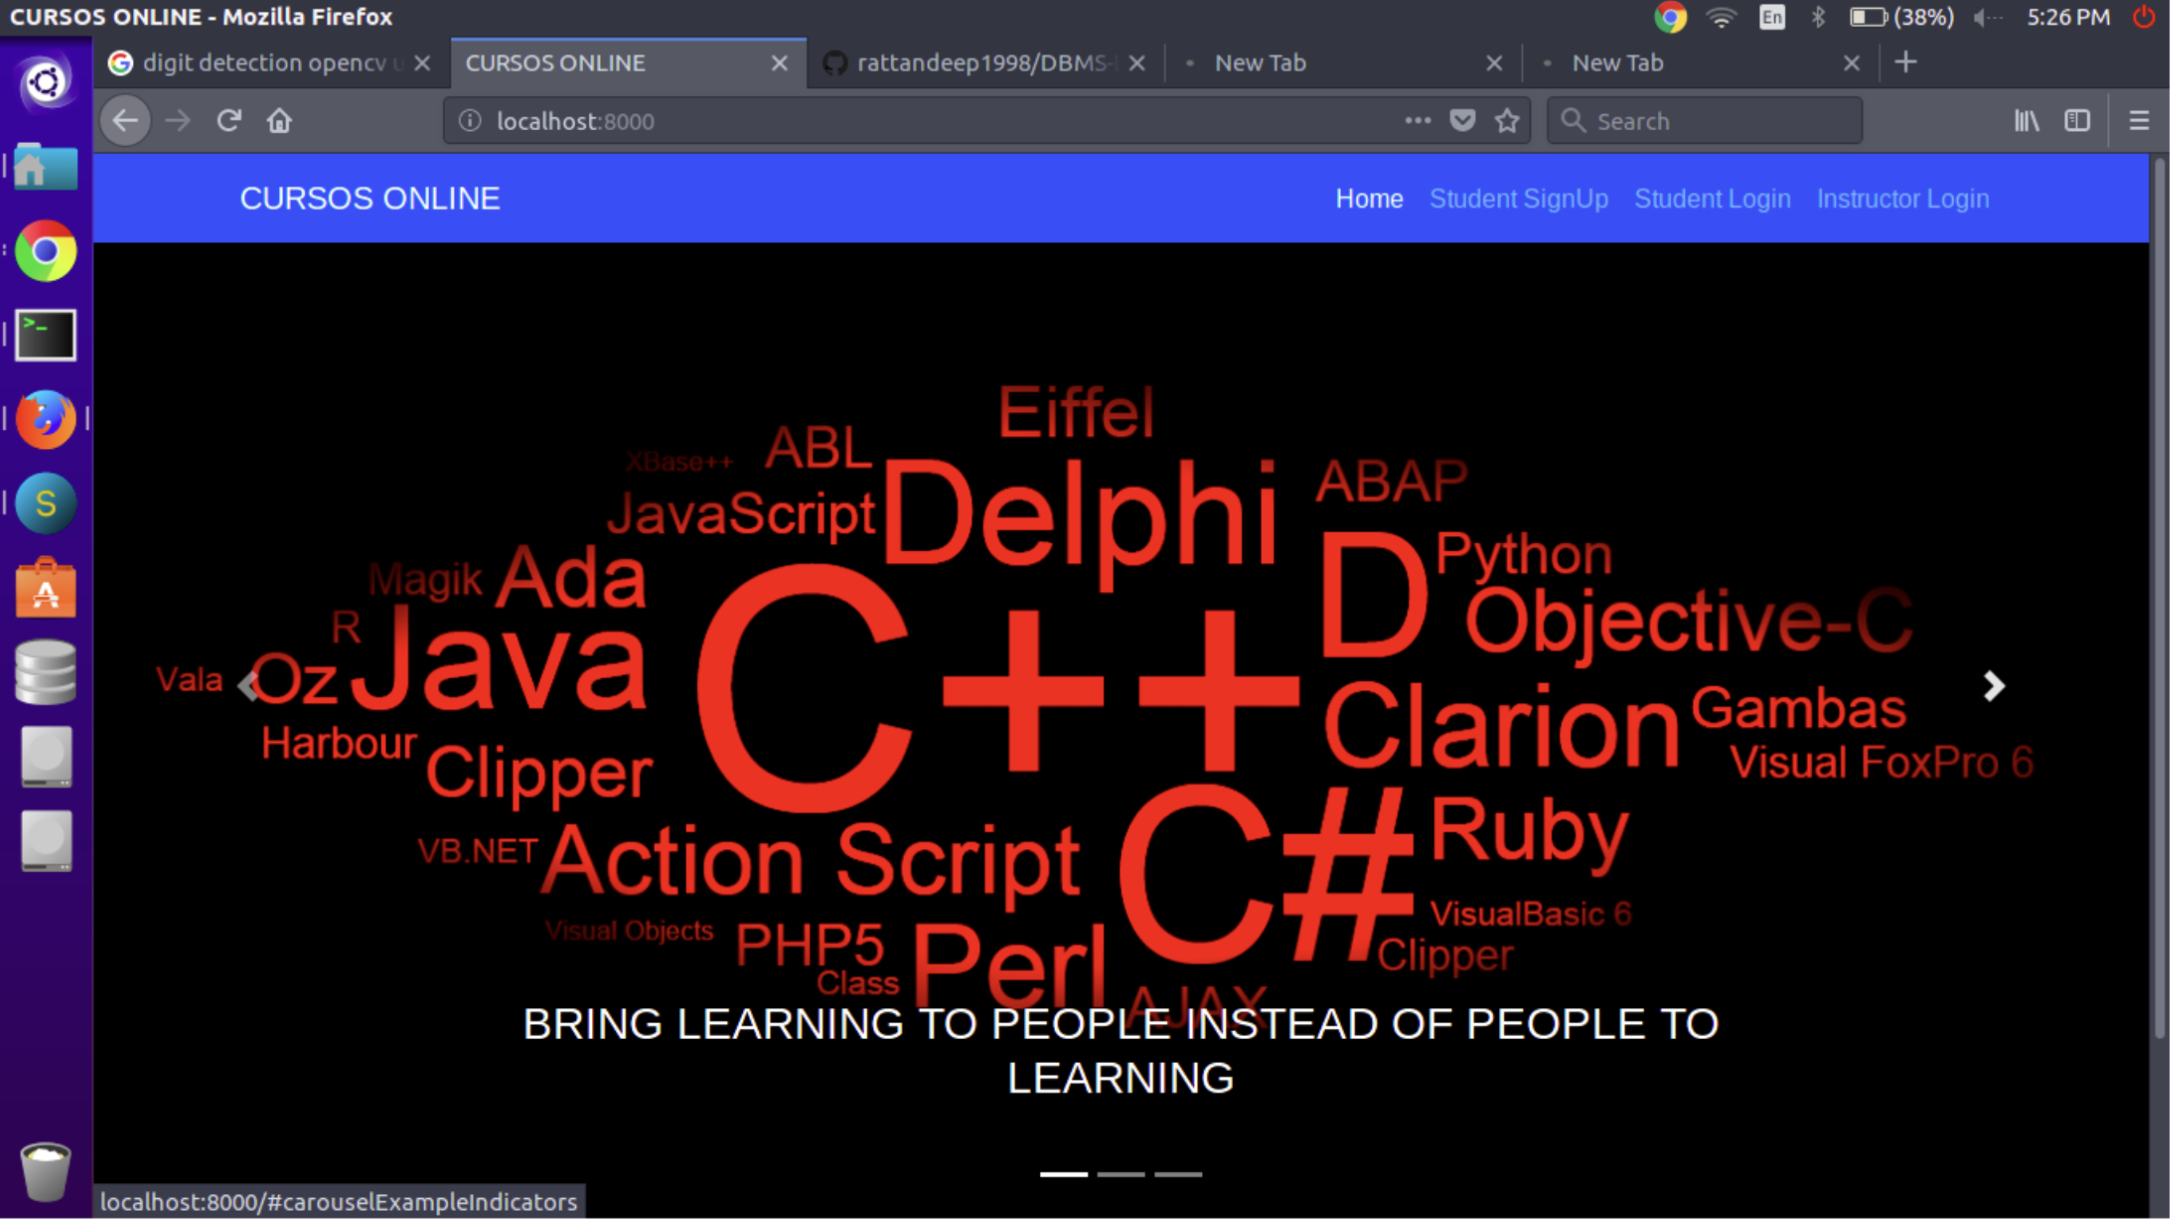 CURSOS ONLINE - Mozilla Firefox
En
(38%)
5:26 PM
digit detection opencv
CURSOS ONLINE
rattandeep1998/DBMS-
New Tab
New Tab
localhost:8000
Search
CURSOS ONLINE
Home
Student SignUp
Student Login
Instructor Login
Eiffel
ABL
XBase++
Delphi
ABAP
JavaScript
Python
Magik
Ada
D
Objective-C
R
Java
C++
Vala
Oz
Clarion
Gambas
Harbour
Clipper
Visual FoxPro 6
VB.NET
Action Script
C#
Ruby
Visual Objects
PHP5
Perl
VisualBasic 6
Class
Clipper
AJAX
BRING LEARNING TO PEOPLE INSTEAD OF PEOPLE TO
LEARNING
S
A
localhost:8000/#carouselExampleIndicators